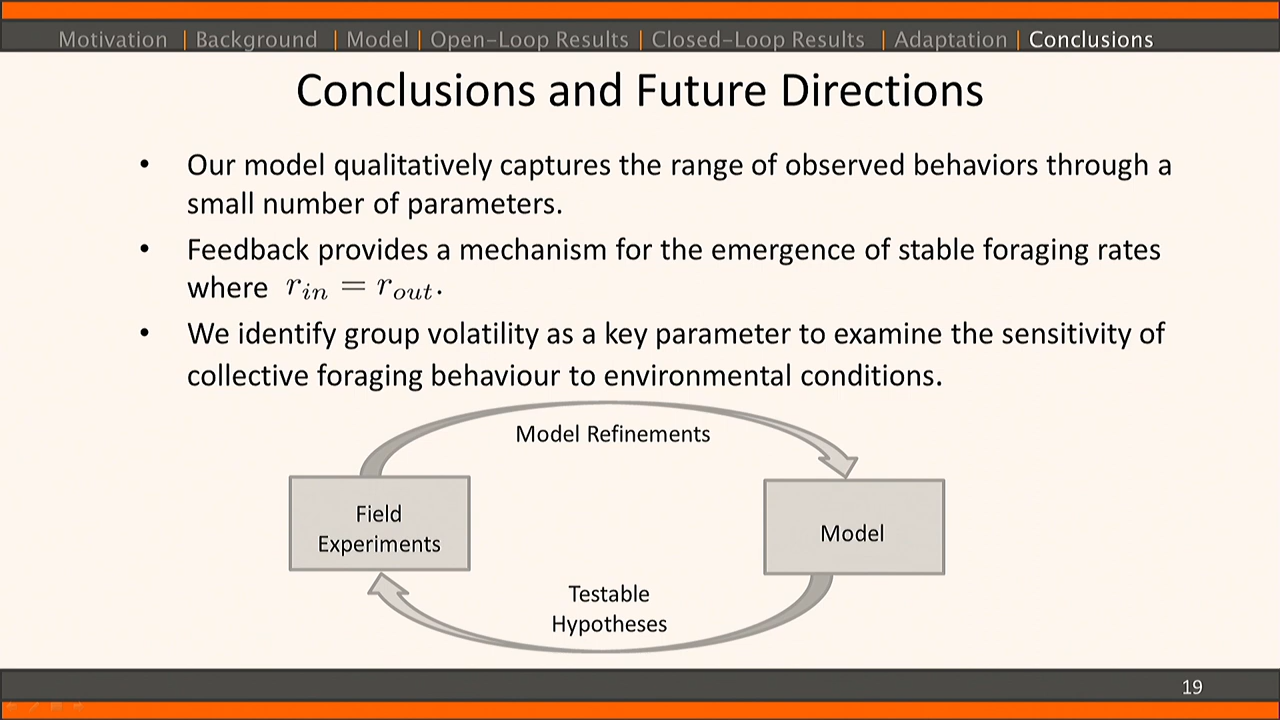 Motivation | Background | Model | Open-Loop Results | Closed-Loop Results | Adaptation | Conclusions
Conclusions and Future Directions
• Our model qualitatively captures the range of observed behaviors through a
small number of parameters.
• Feedback provides a mechanism for the emergence of stable foraging rates
where r_in = r_out.
• We identify group volatility as a key parameter to examine the sensitivity of
collective foraging behaviour to environmental conditions.
Model Refinements
Field
Experiments
Model
Testable
Hypotheses
19